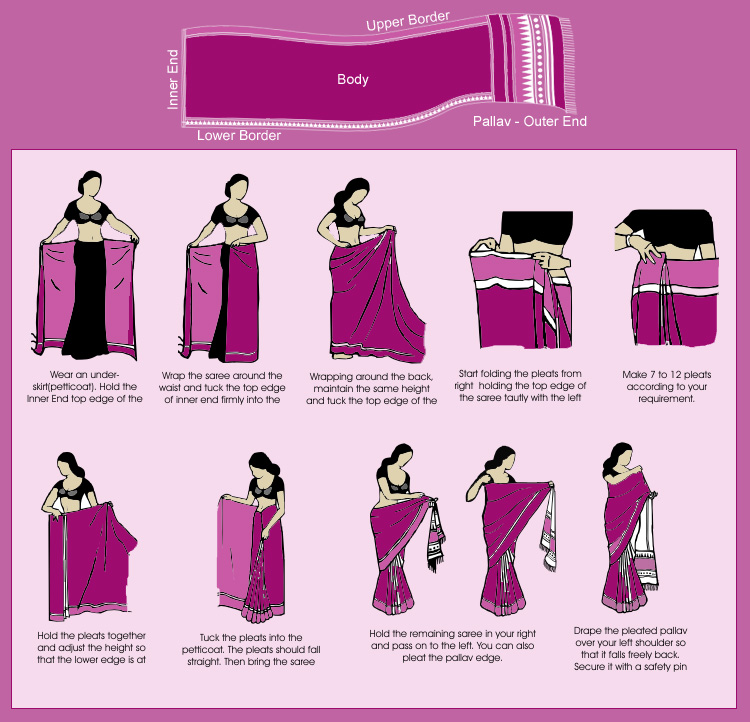 Upper Border
Inner End
Body
Pallav - Outer End
Lower Border
Wear an under-
skirt(petticoat). Hold the
Inner End top edge of the
Wrap the saree around the
waist and tuck the top edge
of inner end firmly into the
Wrapping around the back,
maintain the same height
and tuck the top edge of the
Start folding the pleats from
right holding the top edge of
the saree tautly with the left
Make 7 to 12 pleats
according to your
requirement.
Hold the pleats together
and adjust the height so
that the lower edge is at
Tuck the pleats into the
petticoat. The pleats should fall
straight. Then bring the saree
Hold the remaining saree in your right
and pass on to the left. You can also
pleat the pallav edge.
Drape the pleated pallav
over your left shoulder so
that it falls freely back.
Secure it with a safety pin